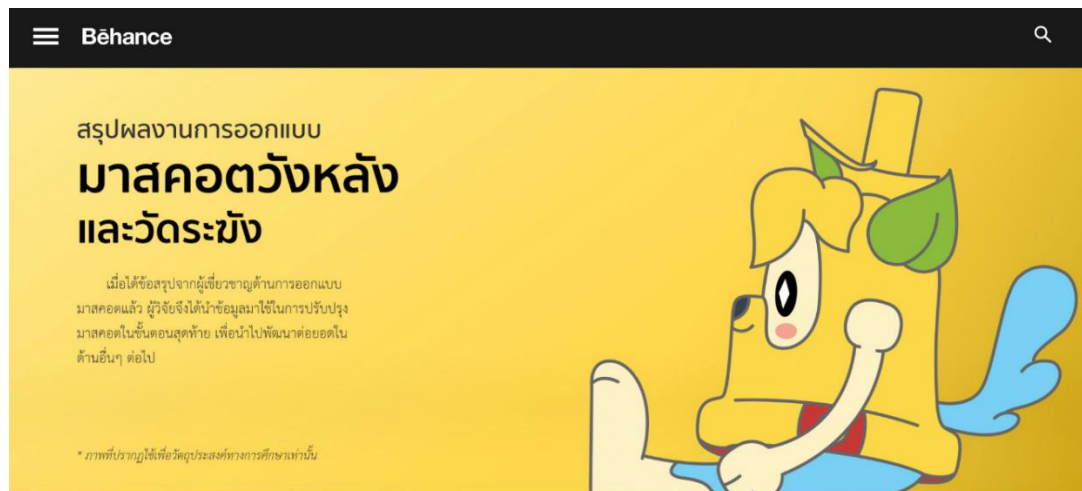 Bēhance
สรุปผลงานการออกแบบ
มาสคอตวังหลัง
และวัดระฆัง
เมื่อได้ข้อสรุปจากผู้เชี่ยวชาญด้านการออกแบบ
มาสคอตแล้ว ผู้วิจัยจึงได้นำข้อมูลมาใช้ในการปรับปรุง
มาสคอตในขั้นตอนสุดท้าย เพื่อนำไปพัฒนาต่อยอดใน
ด้านอื่นๆ ต่อไป
* ภาพที่ปรากฏใช้เพื่อวัตถุประสงค์ทางการศึกษาเท่านั้น